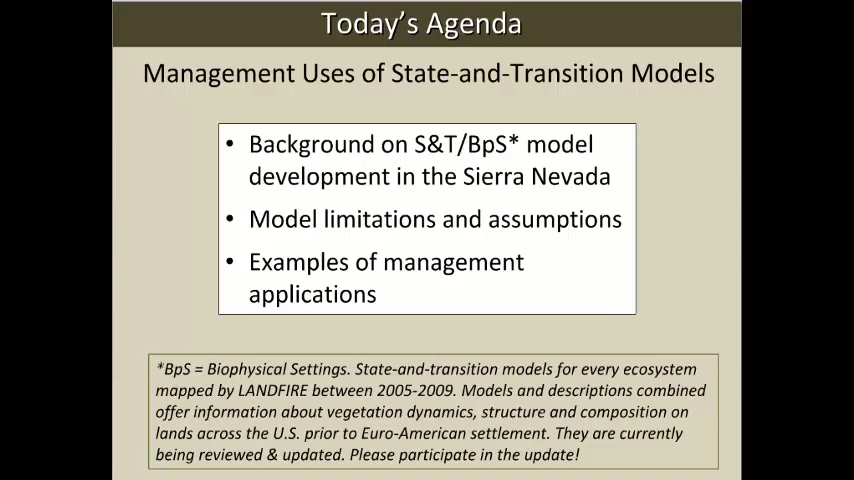 Today's Agenda
Management Uses of State-and-Transition Models
• Background on S&T/BpS* model
development in the Sierra Nevada
• Model limitations and assumptions
• Examples of management
applications
*BpS = Biophysical Settings. State-and-transition models for every ecosystem
mapped by LANDFIRE between 2005-2009. Models and descriptions combined
offer information about vegetation dynamics, structure and composition on
lands across the U.S. prior to Euro-American settlement. They are currently
being reviewed & updated. Please participate in the update!